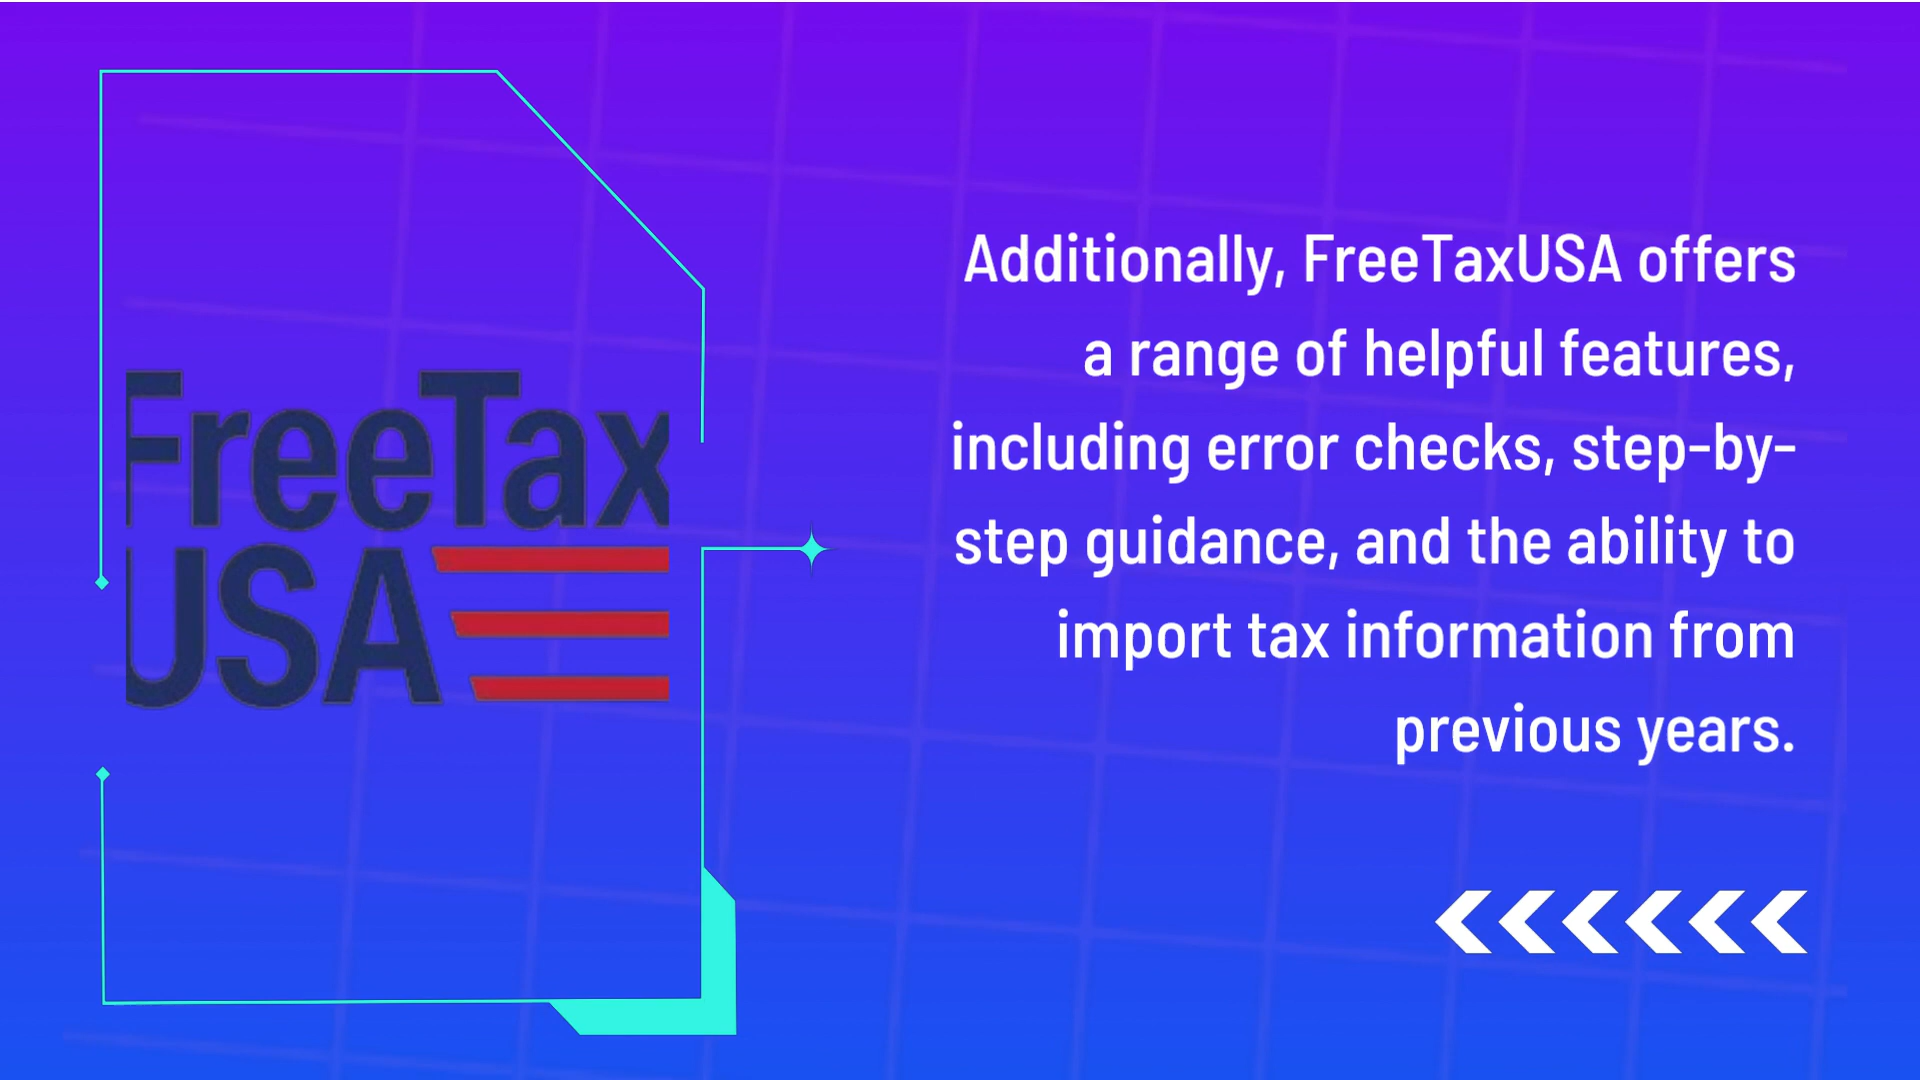 FreeTax
USA
Additionally, FreeTaxUSA offers
a range of helpful features,
including error checks, step-by-
step guidance, and the ability to
import tax information from
previous years.